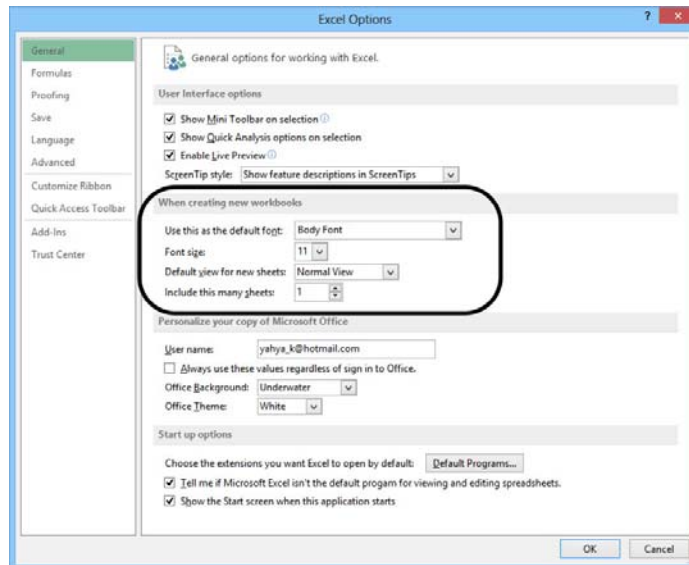 Excel Options
?
General
Formulas
Proofing
Save
Language
Advanced
Customize Ribbon
Quick Access Toolbar
Add-Ins
Trust Center
General options for working with Excel.
User Interface options
Show Mini Toolbar on selection
Show Quick Analysis options on selection
Enable Live Preview
ScreenTip style: Show feature descriptions in ScreenTips
When creating new workbooks
Use this as the default font: Body Font
Font size: 11
Default view for new sheets: Normal View
Include this many sheets: 1
Personalize your copy of Microsoft Office
User name: yahya_k@hotmail.com
Always use these values regardless of sign in to Office.
Office Background: Underwater
Office Theme: White
Start up options
Choose the extensions you want Excel to open by default: Default Programs...
Tell me if Microsoft Excel isn't the default progam for viewing and editing spreadsheets.
Show the Start screen when this application starts
OK Cancel